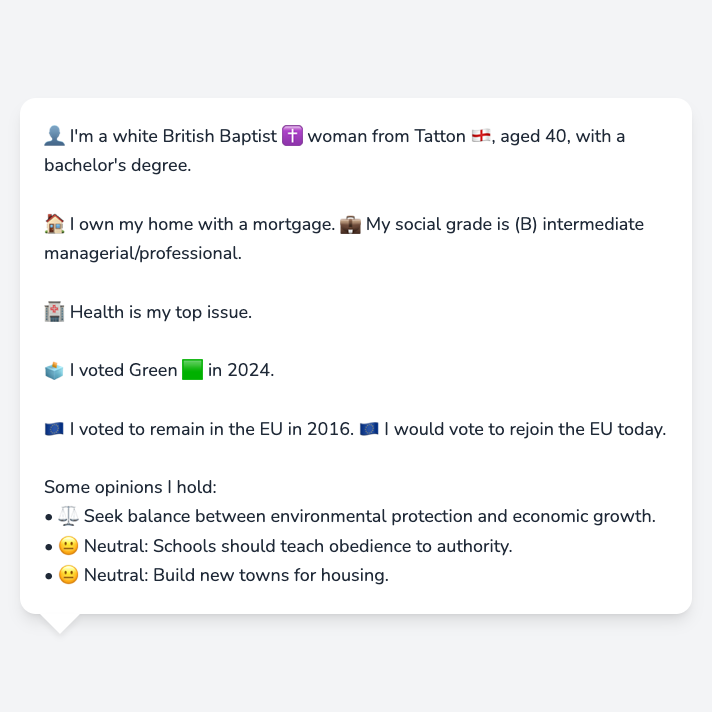 👤 I'm a white British Baptist ✝️ woman from Tatton 🏴󠁧󠁢󠁥󠁮󠁧󠁿, aged 40, with a
bachelor's degree.
🏠 I own my home with a mortgage. 💼 My social grade is (B) intermediate
managerial/professional.
🏥 Health is my top issue.
🗳️ I voted Green 🟩 in 2024.
🇪🇺 I voted to remain in the EU in 2016. 🇪🇺 I would vote to rejoin the EU today.
Some opinions I hold:
• ⚖️ Seek balance between environmental protection and economic growth.
• 😐 Neutral: Schools should teach obedience to authority.
• 😐 Neutral: Build new towns for housing.